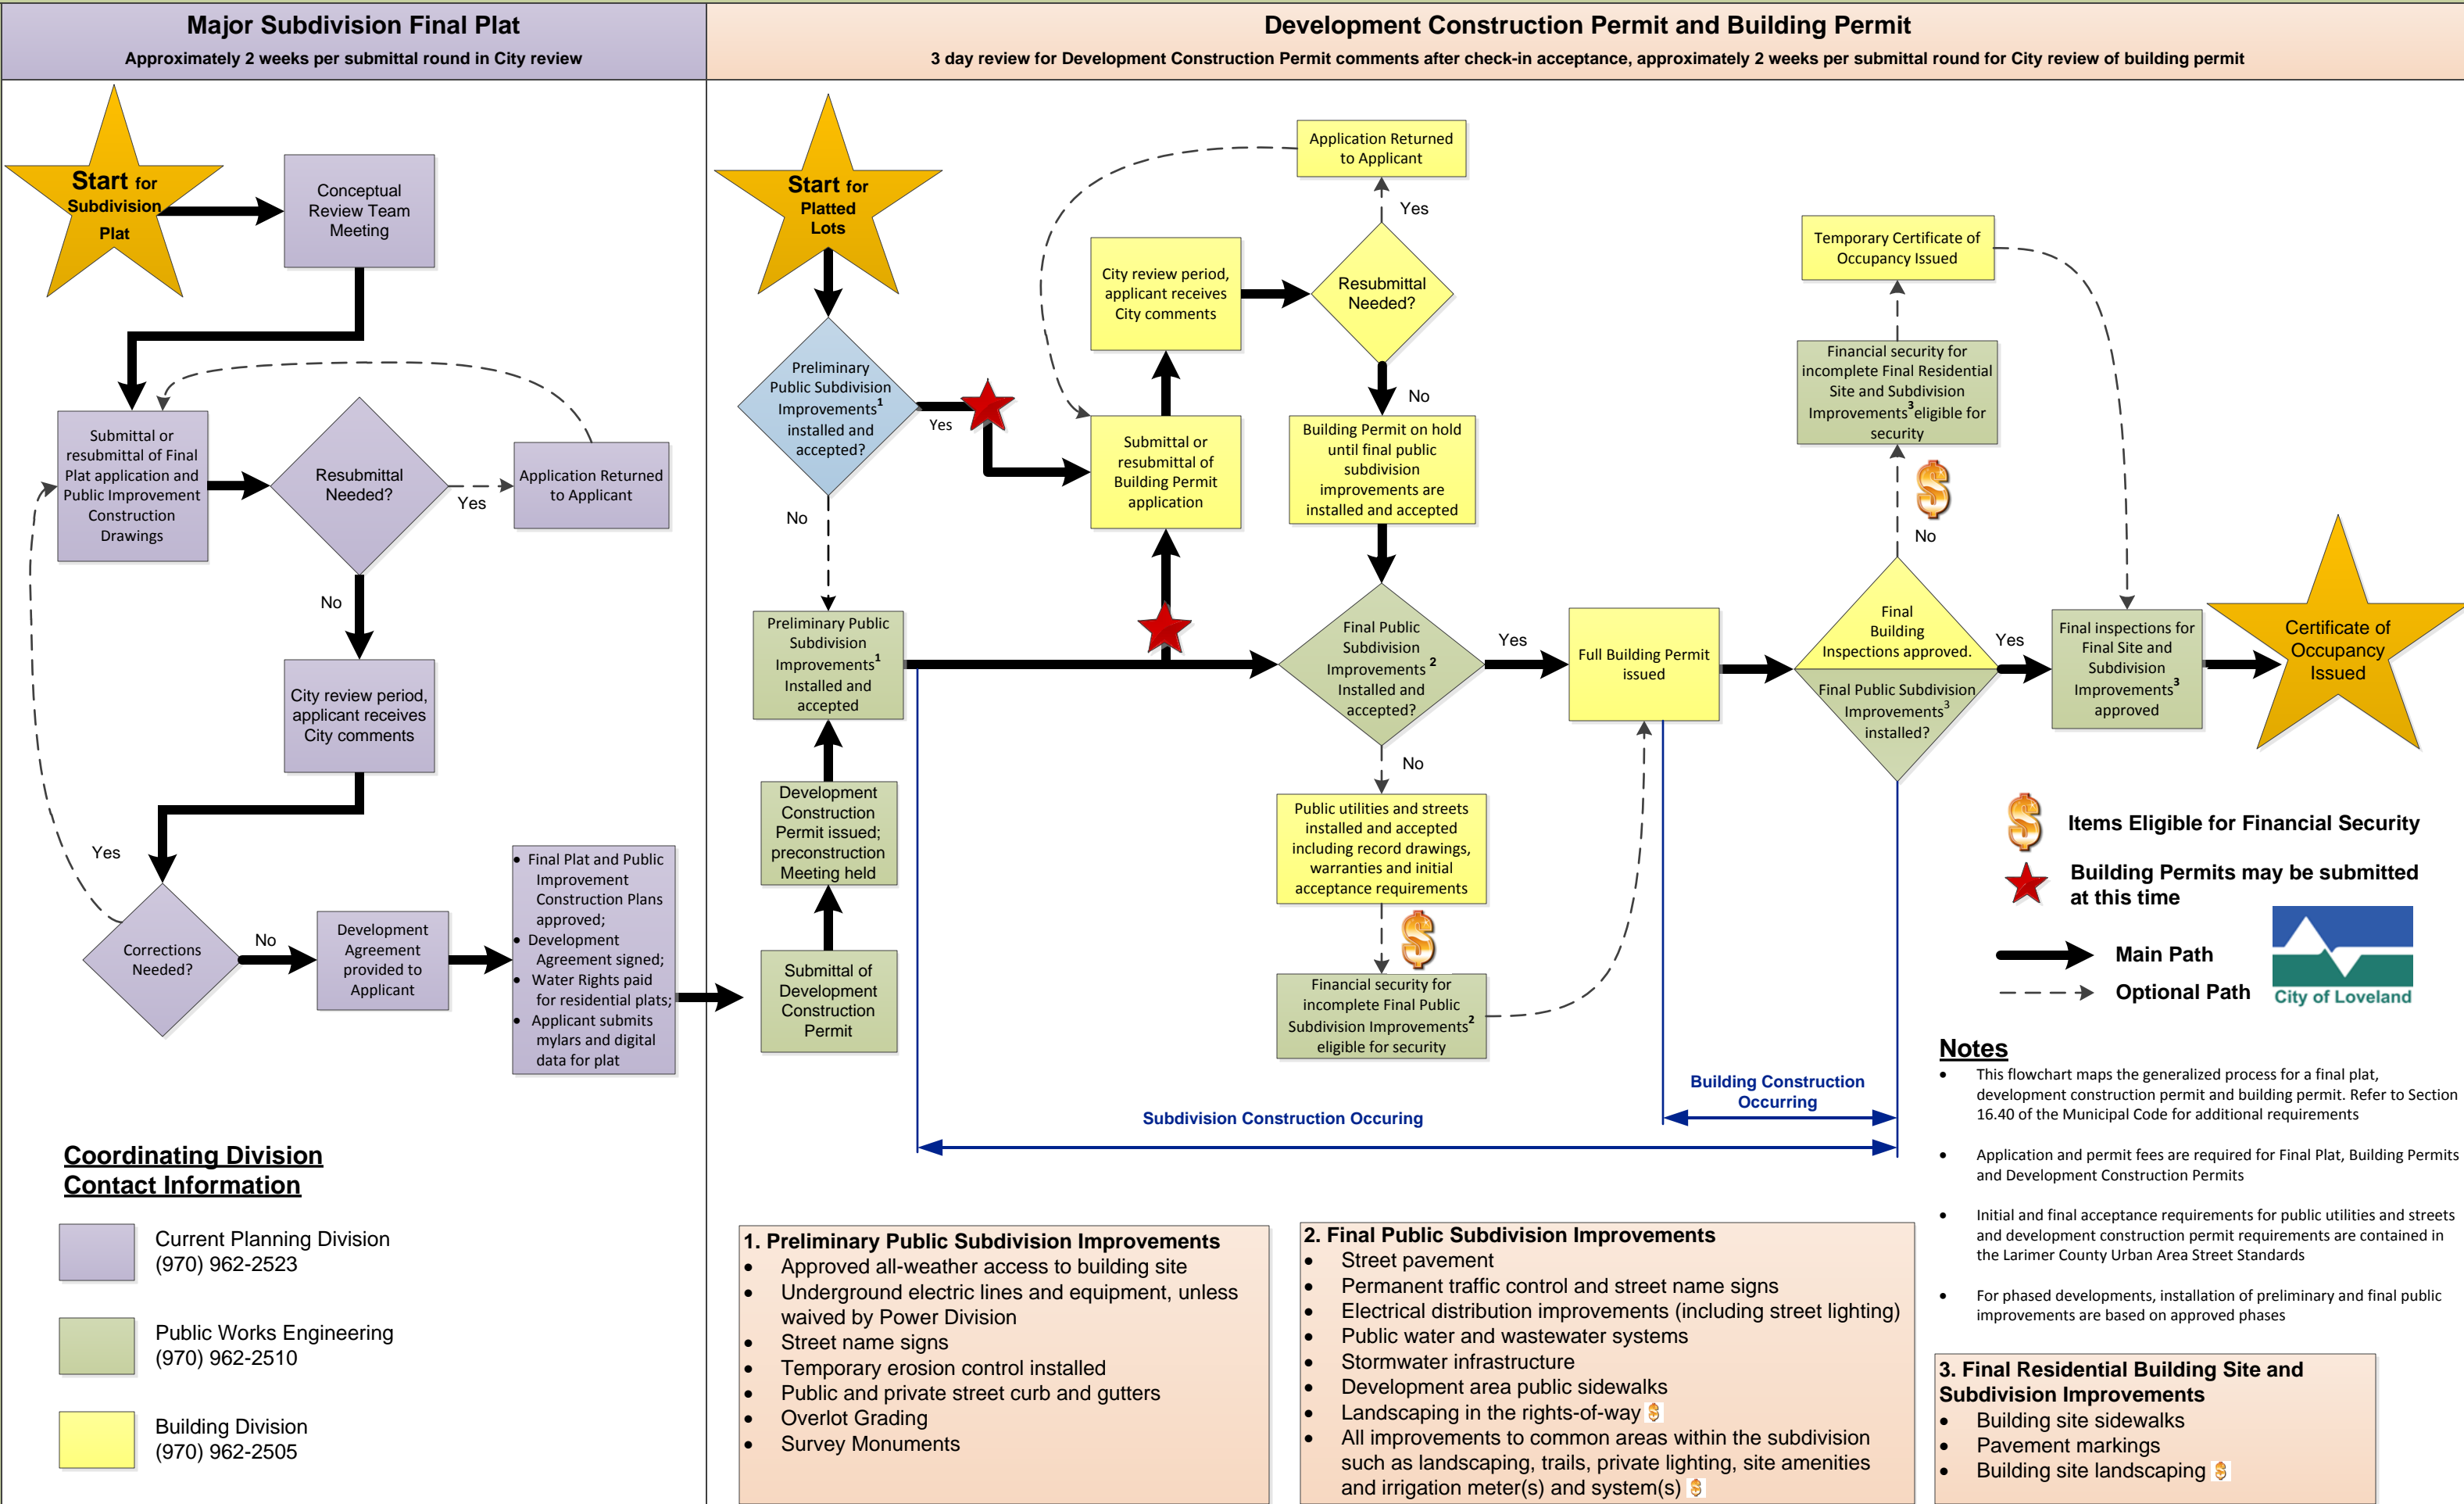 Major Subdivision Final Plat
Approximately 2 weeks per submittal round in City review
Development Construction Permit and Building Permit
3 day review for Development Construction Permit comments after check-in acceptance, approximately 2 weeks per submittal round for City review of building permit
Start for
Subdivision
Plat
Conceptual
Review Team
Meeting
Submittal or
resubmittal of Final
Plat application and
Public Improvement
Construction
Drawings
Resubmittal
Needed?
Yes
Application Returned
to Applicant
No
City review period,
applicant receives
City comments
Yes
Corrections
Needed?
No
Development
Agreement
provided to
Applicant
• Final Plat and Public
Improvement
Construction Plans
approved;
• Development
Agreement signed;
• Water Rights paid
for residential plats;
• Applicant submits
mylars and digital
data for plat
Coordinating Division
Contact Information
Current Planning Division
(970) 962-2523
Public Works Engineering
(970) 962-2510
Building Division
(970) 962-2505
Start for
Platted
Lots
Preliminary
Public Subdivision
Improvements1
installed and
accepted?
Yes
No
Preliminary Public
Subdivision
Improvements1
Installed and
accepted
Development
Construction
Permit issued;
preconstruction
Meeting held
Submittal of
Development
Construction
Permit
Submittal or
resubmittal of
Building Permit
application
City review period,
applicant receives
City comments
Application Returned
to Applicant
Yes
Resubmittal
Needed?
No
Building Permit on hold
until final public
subdivision
improvements are
installed and accepted
Final Public
Subdivision
Improvements 2
Installed and
accepted?
Yes
No
Public utilities and streets
installed and accepted
including record drawings,
warranties and initial
acceptance requirements
$
Financial security for
incomplete Final Public
Subdivision Improvements2
eligible for security
Full Building Permit
issued
Temporary Certificate of
Occupancy Issued
Financial security for
incomplete Final Residential
Site and Subdivision
Improvements3eligible for
security
$
No
Final
Building
Inspections approved.
Final Public Subdivision
Improvements3
installed?
Yes
Final inspections for
Final Site and
Subdivision
Improvements3
approved
Certificate of
Occupancy
Issued
Building Construction
Occurring
Subdivision Construction Occuring
$ Items Eligible for Financial Security
Building Permits may be submitted
at this time
Main Path
Optional Path
City of Loveland
Notes
• This flowchart maps the generalized process for a final plat,
development construction permit and building permit. Refer to Section
16.40 of the Municipal Code for additional requirements
• Application and permit fees are required for Final Plat, Building Permits
and Development Construction Permits
• Initial and final acceptance requirements for public utilities and streets
and development construction permit requirements are contained in
the Larimer County Urban Area Street Standards
• For phased developments, installation of preliminary and final public
improvements are based on approved phases
1. Preliminary Public Subdivision Improvements
• Approved all-weather access to building site
• Underground electric lines and equipment, unless
waived by Power Division
• Street name signs
• Temporary erosion control installed
• Public and private street curb and gutters
• Overlot Grading
• Survey Monuments
2. Final Public Subdivision Improvements
• Street pavement
• Permanent traffic control and street name signs
• Electrical distribution improvements (including street lighting)
• Public water and wastewater systems
• Stormwater infrastructure
• Development area public sidewalks
• Landscaping in the rights-of-way $
• All improvements to common areas within the subdivision
such as landscaping, trails, private lighting, site amenities
and irrigation meter(s) and system(s) $
3. Final Residential Building Site and
Subdivision Improvements
• Building site sidewalks
• Pavement markings
• Building site landscaping $